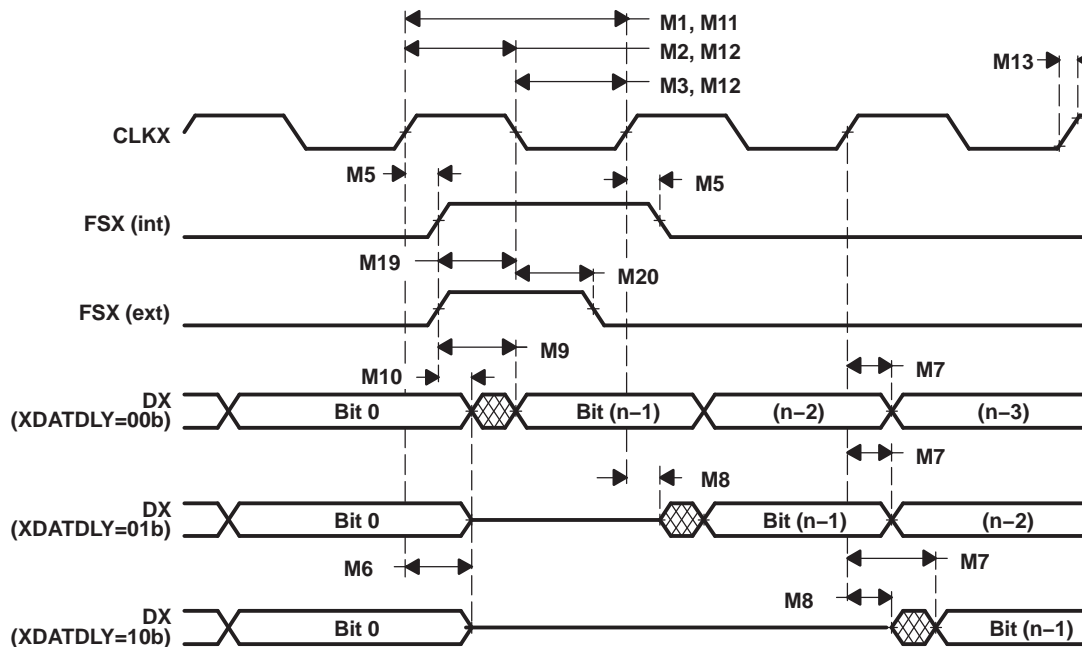 M1, M11
M2, M12
M13
M3, M12
CLKX
M5
M5
FSX (int)
M19
M20
FSX (ext)
M9
M10
M7
DX
(XDATDLY=00b)
Bit 0
Bit (n−1)
(n−2)
(n−3)
M7
M8
DX
(XDATDLY=01b)
Bit 0
Bit (n−1)
(n−2)
M6
M7
M8
DX
(XDATDLY=10b)
Bit 0
Bit (n−1)